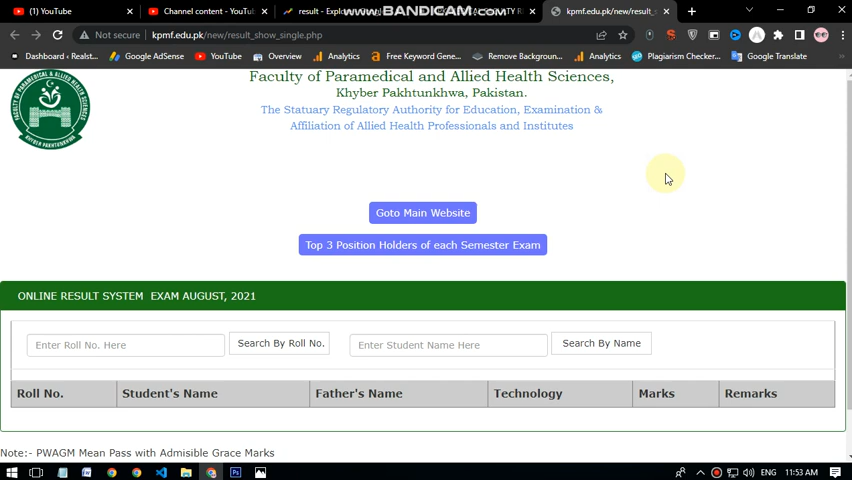 (1) YouTube
Channel content - YouTu
result - Explo
www.BANDICAM.com
kpmf.edu.pk/new/result_s
Not secure
kpmf.edu.pk/new/result_show_single.php
Dashboard ‹ Realst...
Google AdSense
YouTube
Overview
Analytics
Free Keyword Gene...
Remove Backgroun...
Analytics
Plagiarism Checker...
Google Translate
Faculty of Paramedical and Allied Health Sciences,
Khyber Pakhtunkhwa, Pakistan.
The Statuary Regulatory Authority for Education, Examination &
Affiliation of Allied Health Professionals and Institutes
Goto Main Website
Top 3 Position Holders of each Semester Exam
ONLINE RESULT SYSTEM EXAM AUGUST, 2021
Enter Roll No. Here
Search By Roll No.
Enter Student Name Here
Search By Name
Roll No. Student's Name Father's Name Technology Marks Remarks
Note:- PWAGM Mean Pass with Admisible Grace Marks
ENG 11:53 AM